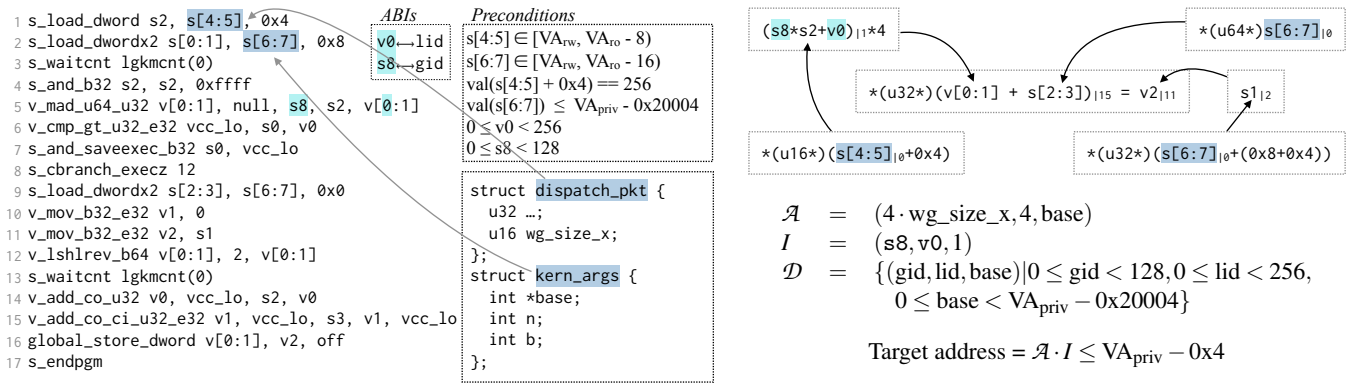 1 s_load_dword s2, s[4:5], 0x4
2 s_load_dwordx2 s[0:1], s[6:7], 0x8
3 s_waitcnt lgkmcnt(0)
4 s_and_b32 s2, s2, 0xffff
5 v_mad_u64_u32 v[0:1], null, s8, s2, v[0:1]
6 v_cmp_gt_u32_e32 vcc_lo, s0, v0
7 s_and_saveexec_b32 s0, vcc_lo
8 s_cbranch_execz 12
9 s_load_dwordx2 s[2:3], s[6:7], 0x0
10 v_mov_b32_e32 v1, 0
11 v_mov_b32_e32 v2, s1
12 v_lshlrev_b64 v[0:1], 2, v[0:1]
13 s_waitcnt lgkmcnt(0)
14 v_add_co_u32 v0, vcc_lo, s2, v0
15 v_add_co_ci_u32_e32 v1, vcc_lo, s3, v1, vcc_lo
16 global_store_dword v[0:1], v2, off
17 s_endpgm
ABIs
v0↔lid
s8↔gid
Preconditions
s[4:5] ∈ [VA_rw, VA_ro - 8)
s[6:7] ∈ [VA_rw, VA_ro - 16)
val(s[4:5] + 0x4) == 256
val(s[6:7]) ≤ VA_priv - 0x20004
0 ≤ v0 < 256
0 ≤ s8 < 128
struct dispatch_pkt {
u32 …;
u16 wg_size_x;
};
struct kern_args {
int *base;
int n;
int b;
};
(s8*s2+v0)|1*4
*(u64*)s[6:7]|0
*(u32*)(v[0:1] + s[2:3])|15 = v2|11
s1|2
*(u16*)(s[4:5]|0+0x4)
*(u32*)(s[6:7]|0+(0x8+0x4))
𝒜 = (4·wg_size_x,4,base)
I = (s8,v0,1)
𝒟 = {(gid,lid,base)|0 ≤ gid < 128,0 ≤ lid < 256,
0 ≤ base < VA_priv − 0x20004}
Target address = 𝒜·I ≤ VA_priv − 0x4